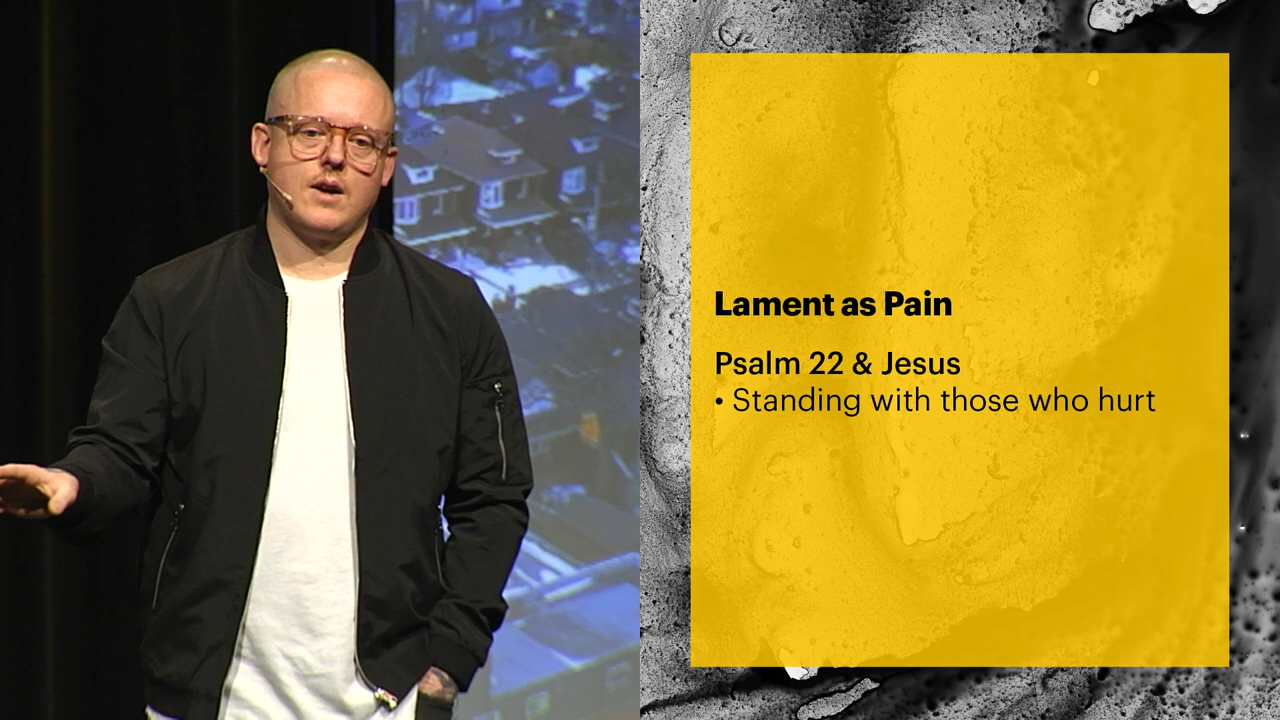 Lament as Pain
Psalm 22 & Jesus
• Standing with those who hurt